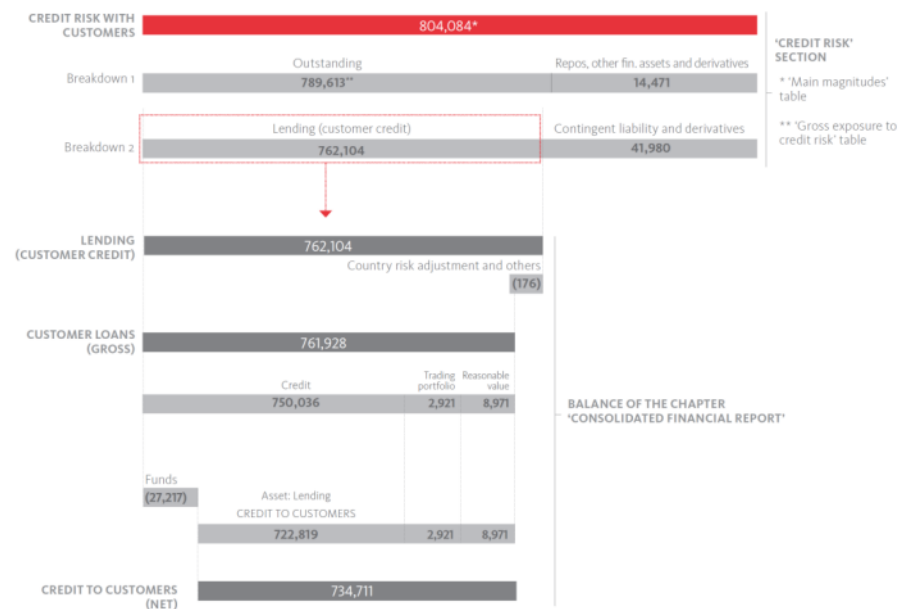 CREDIT RISK WITH
CUSTOMERS
804,084*
'CREDIT RISK'
SECTION
* 'Main magnitudes'
table
** 'Gross exposure to
credit risk' table
Outstanding
Repos, other fin. assets and derivatives
Breakdown 1
789,613**
14,471
Lending (customer credit)
Contingent liability and derivatives
Breakdown 2
762,104
41,980
LENDING
(CUSTOMER CREDIT)
762,104
Country risk adjustment and others
(176)
CUSTOMER LOANS
(GROSS)
761,928
Credit
Trading
portfolio
Reasonable
value
750,036
2,921
8,971
BALANCE OF THE CHAPTER
'CONSOLIDATED FINANCIAL REPORT'
Funds
(27,217)
Asset: Lending
CREDIT TO CUSTOMERS
722,819
2,921
8,971
CREDIT TO CUSTOMERS
(NET)
734,711